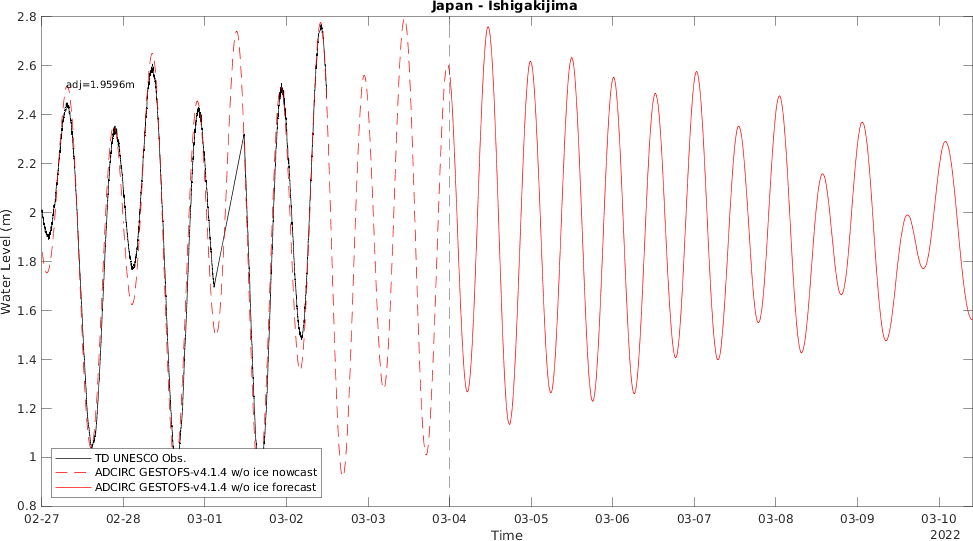 Japan - Ishigakijima
2.8
2.6
adj=1.9596m
2.4
2.2
2
1.8
1.6
1.4
1.2
1
0.8
Water Level (m)
TD UNESCO Obs.
ADCIRC GESTOFS-v4.1.4 w/o ice nowcast
ADCIRC GESTOFS-v4.1.4 w/o ice forecast
02-27 02-28 03-01 03-02 03-03 03-04 03-05 03-06 03-07 03-08 03-09 03-10
Time
2022